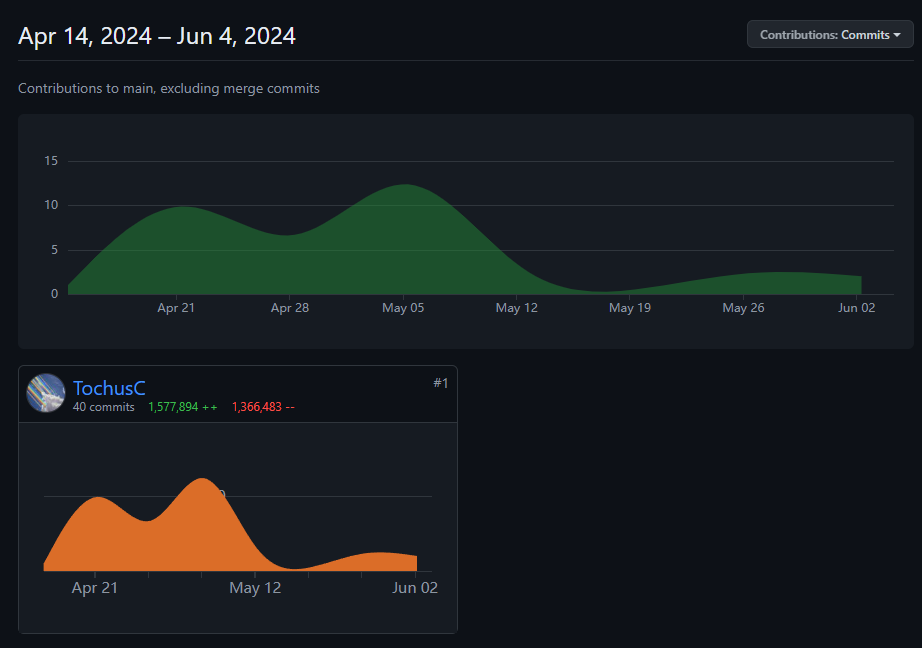 Apr 14, 2024 – Jun 4, 2024
Contributions: Commits
Contributions to main, excluding merge commits
15
10
5
0
Apr 21 Apr 28 May 05 May 12 May 19 May 26 Jun 02
TochusC
#1
40 commits 1,577,894 ++ 1,366,483 --
Apr 21 May 12 Jun 02